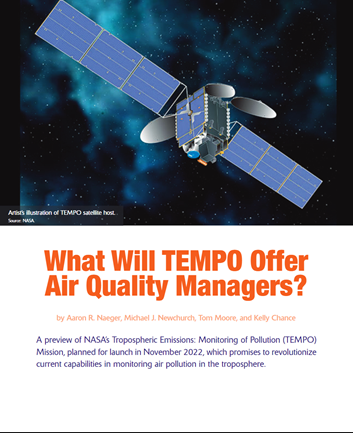 Artist's illustration of TEMPO satellite host.
Source: NASA.
What Will TEMPO Offer
Air Quality Managers?
by Aaron R. Naeger, Michael J. Newchurch, Tom Moore, and Kelly Chance
A preview of NASA's Tropospheric Emissions: Monitoring of Pollution (TEMPO)
Mission, planned for launch in November 2022, which promises to revolutionize
current capabilities in monitoring air pollution in the troposphere.